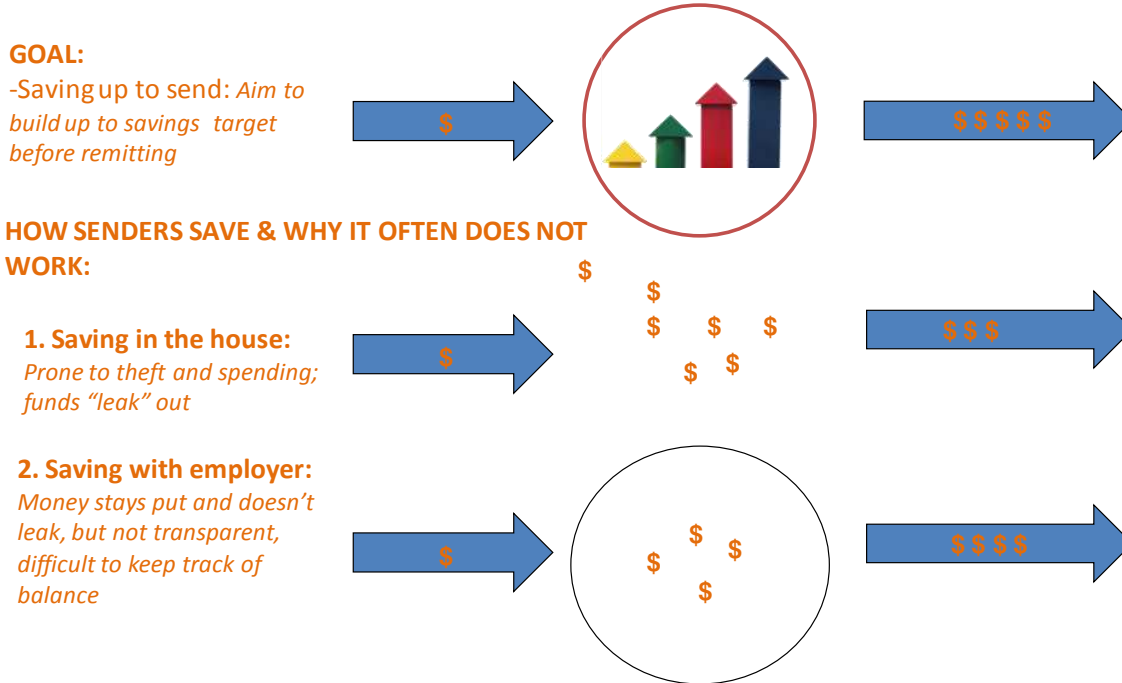 GOAL:
-Saving up to send: Aim to
build up to savings target
before remitting
$
$ $ $ $ $
HOW SENDERS SAVE & WHY IT OFTEN DOES NOT
WORK:
$
$
$ $ $
$ $
1. Saving in the house:
Prone to theft and spending;
funds “leak” out
$
$ $ $
2. Saving with employer:
Money stays put and doesn’t
leak, but not transparent,
difficult to keep track of
balance
$
$
$
$
$
$ $ $ $